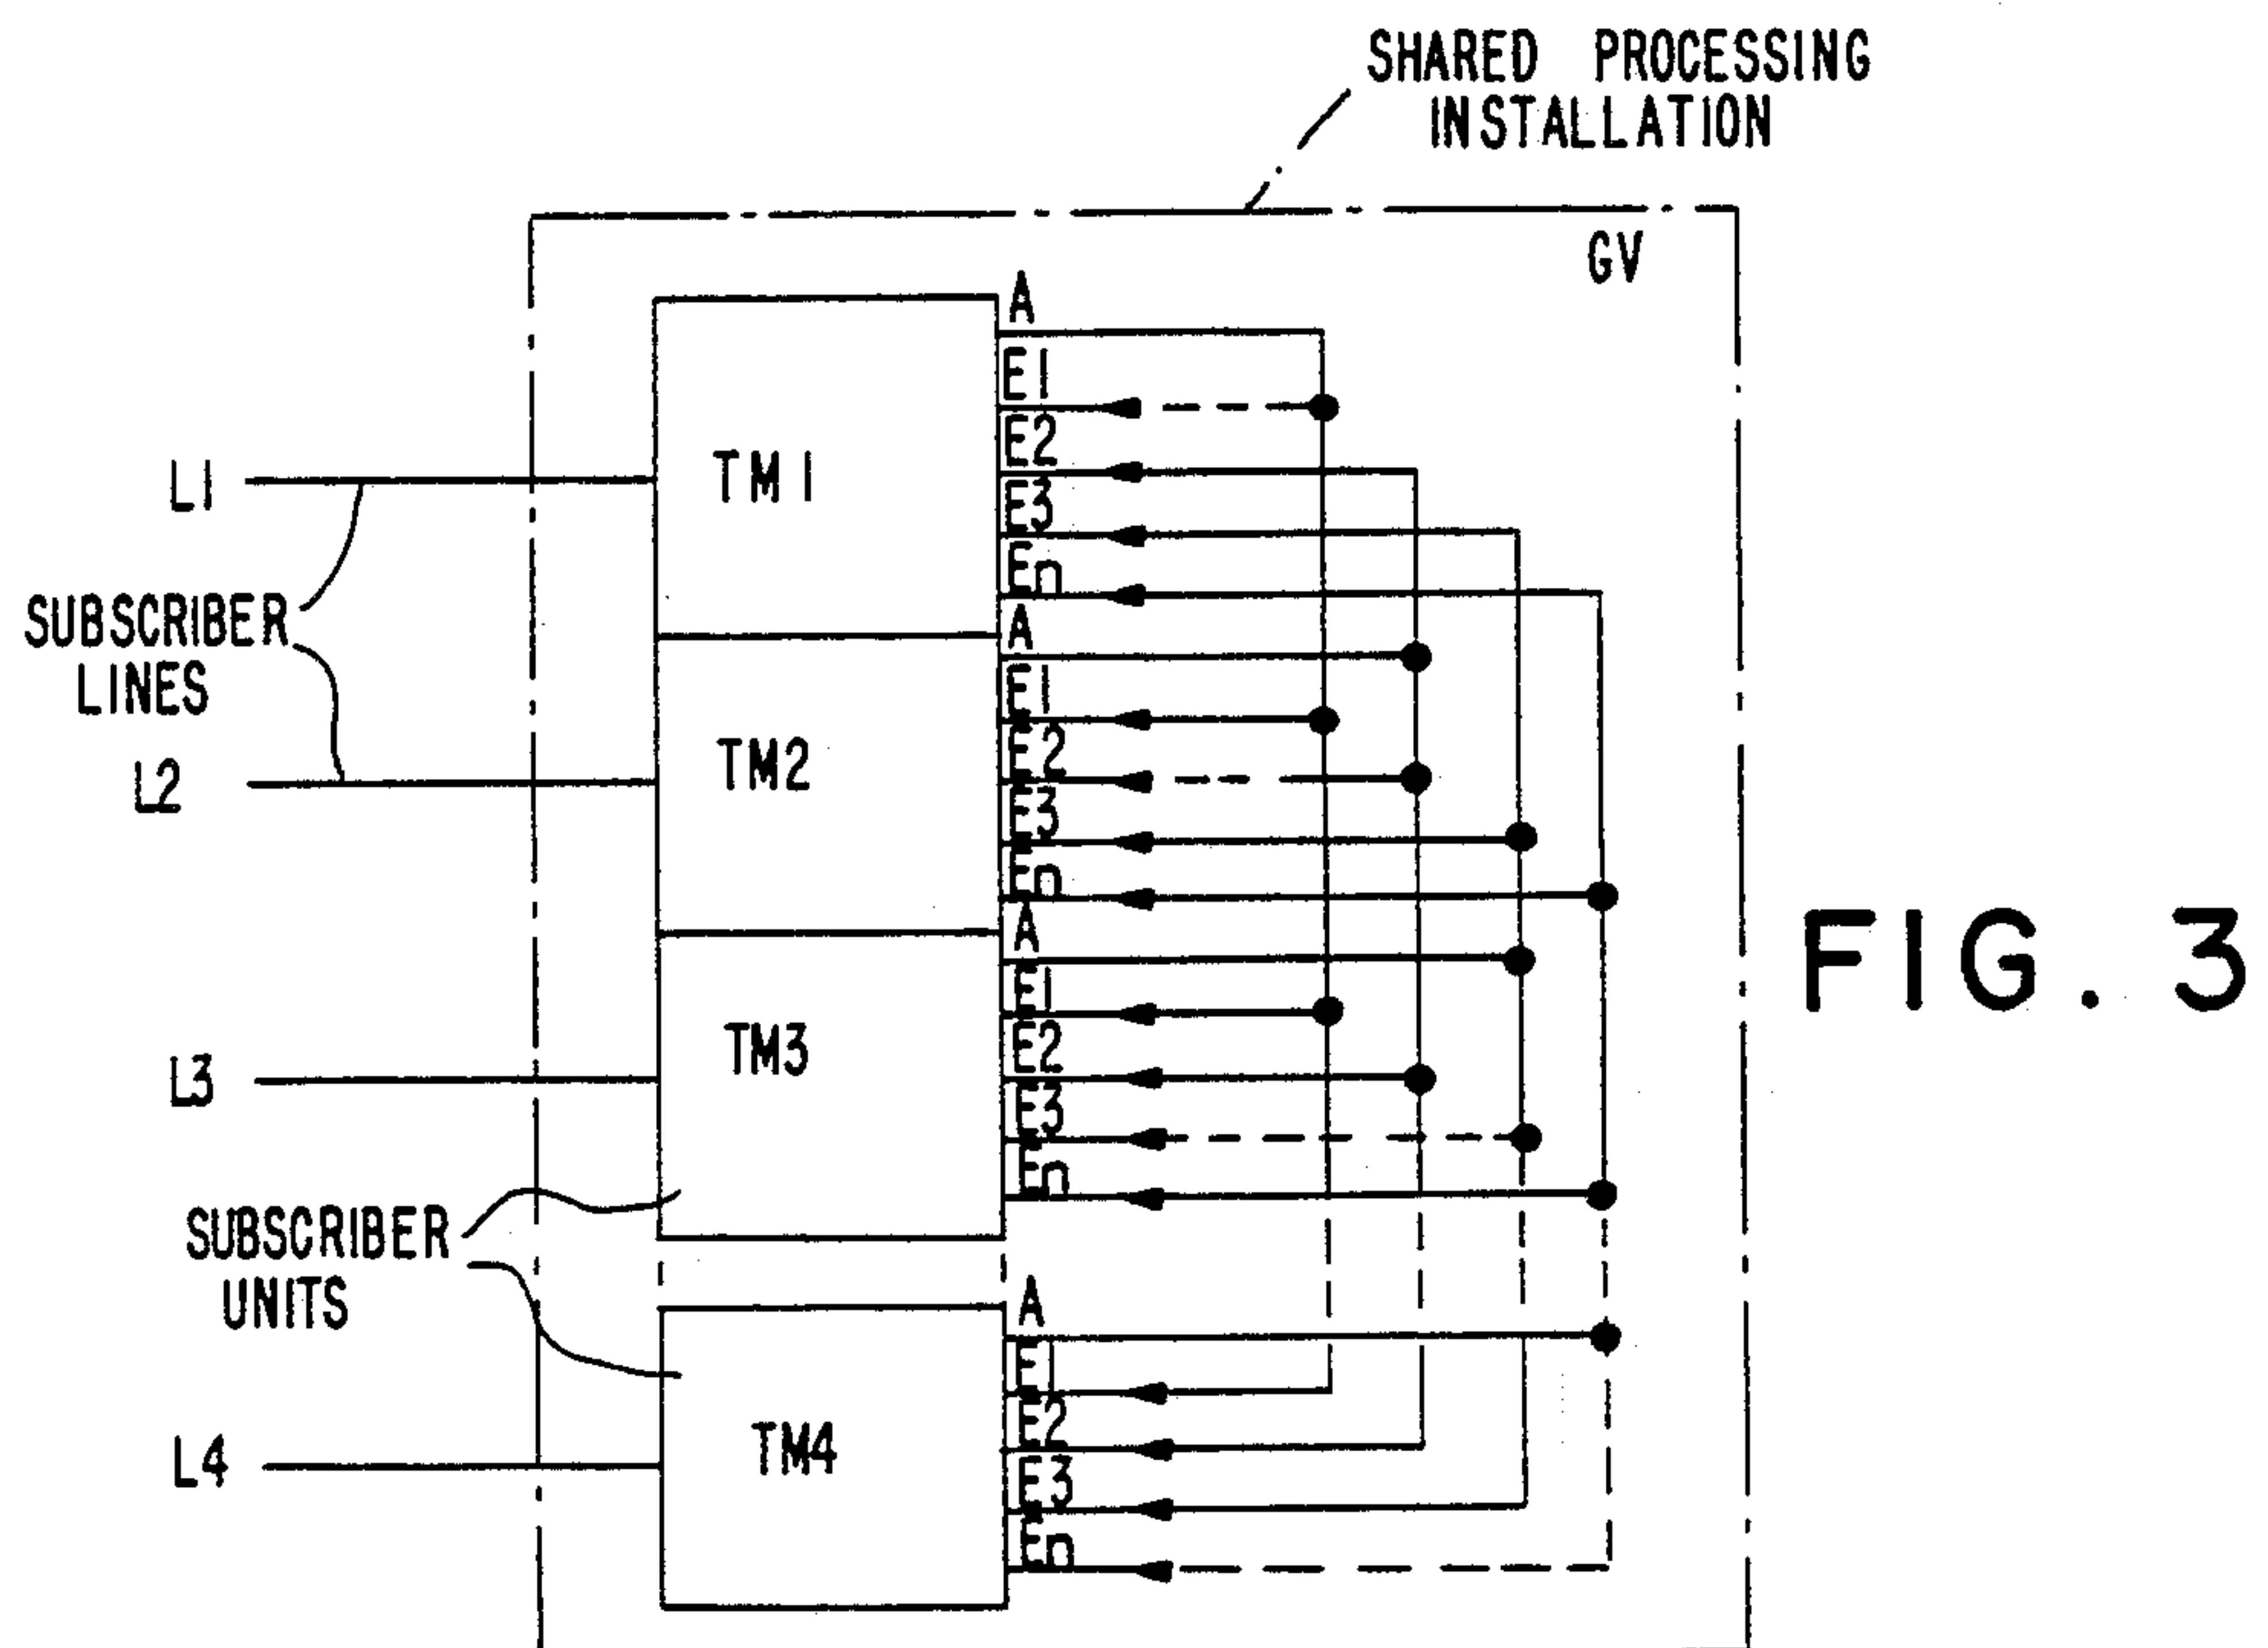 SHARED PROCESSING
INSTALLATION
GV
A
E1
E2
L1
TM1
E3
En
SUBSCRIBER
LINES
A
E1
E2
L2
TM2
E3
En
A
FIG. 3
E1
E2
L3
TM3
E3
En
SUBSCRIBER
UNITS
A
E1
E2
L4
TM4
E3
En